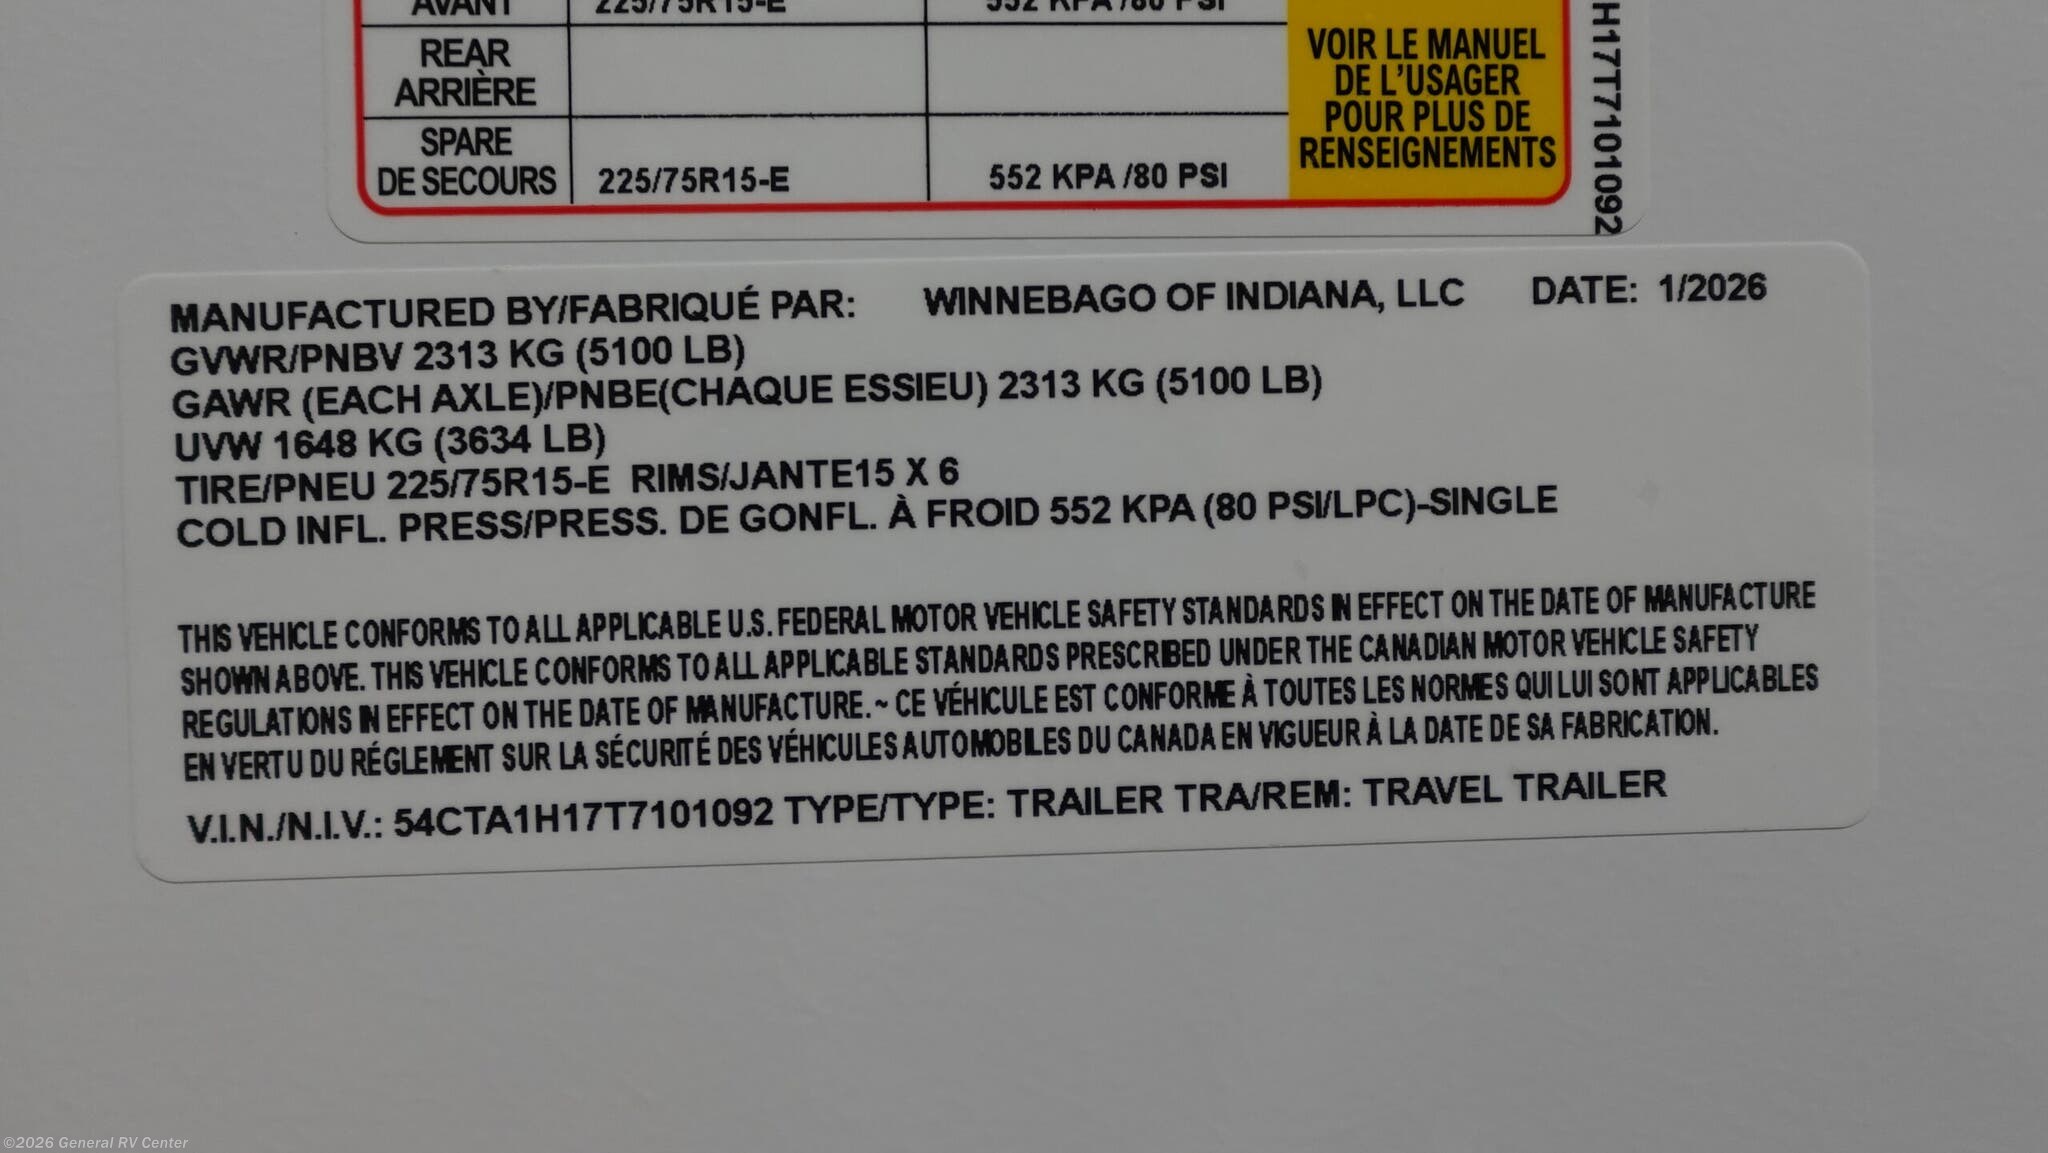 AVANT 225/75R15-E 552 KPA /80 PSI
REAR
ARRIÈRE
SPARE
DE SECOURS 225/75R15-E 552 KPA /80 PSI
VOIR LE MANUEL
DE L'USAGER
POUR PLUS DE
RENSEIGNEMENTS
H17T7101092
MANUFACTURED BY/FABRIQUÉ PAR: WINNEBAGO OF INDIANA, LLC DATE: 1/2026
GVWR/PNBV 2313 KG (5100 LB)
GAWR (EACH AXLE)/PNBE(CHAQUE ESSIEU) 2313 KG (5100 LB)
UVW 1648 KG (3634 LB)
TIRE/PNEU 225/75R15-E RIMS/JANTE15 X 6
COLD INFL. PRESS/PRESS. DE GONFL. À FROID 552 KPA (80 PSI/LPC)-SINGLE
THIS VEHICLE CONFORMS TO ALL APPLICABLE U.S. FEDERAL MOTOR VEHICLE SAFETY STANDARDS IN EFFECT ON THE DATE OF MANUFACTURE
SHOWN ABOVE. THIS VEHICLE CONFORMS TO ALL APPLICABLE STANDARDS PRESCRIBED UNDER THE CANADIAN MOTOR VEHICLE SAFETY
REGULATIONS IN EFFECT ON THE DATE OF MANUFACTURE. ~ CE VÉHICULE EST CONFORME À TOUTES LES NORMES QUI LUI SONT APPLICABLES
EN VERTU DU RÉGLEMENT SUR LA SÉCURITÉ DES VÉHICULES AUTOMOBILES DU CANADA EN VIGUEUR À LA DATE DE SA FABRICATION.
V.I.N./N.I.V.: 54CTA1H17T7101092 TYPE/TYPE: TRAILER TRA/REM: TRAVEL TRAILER
©2026 General RV Center